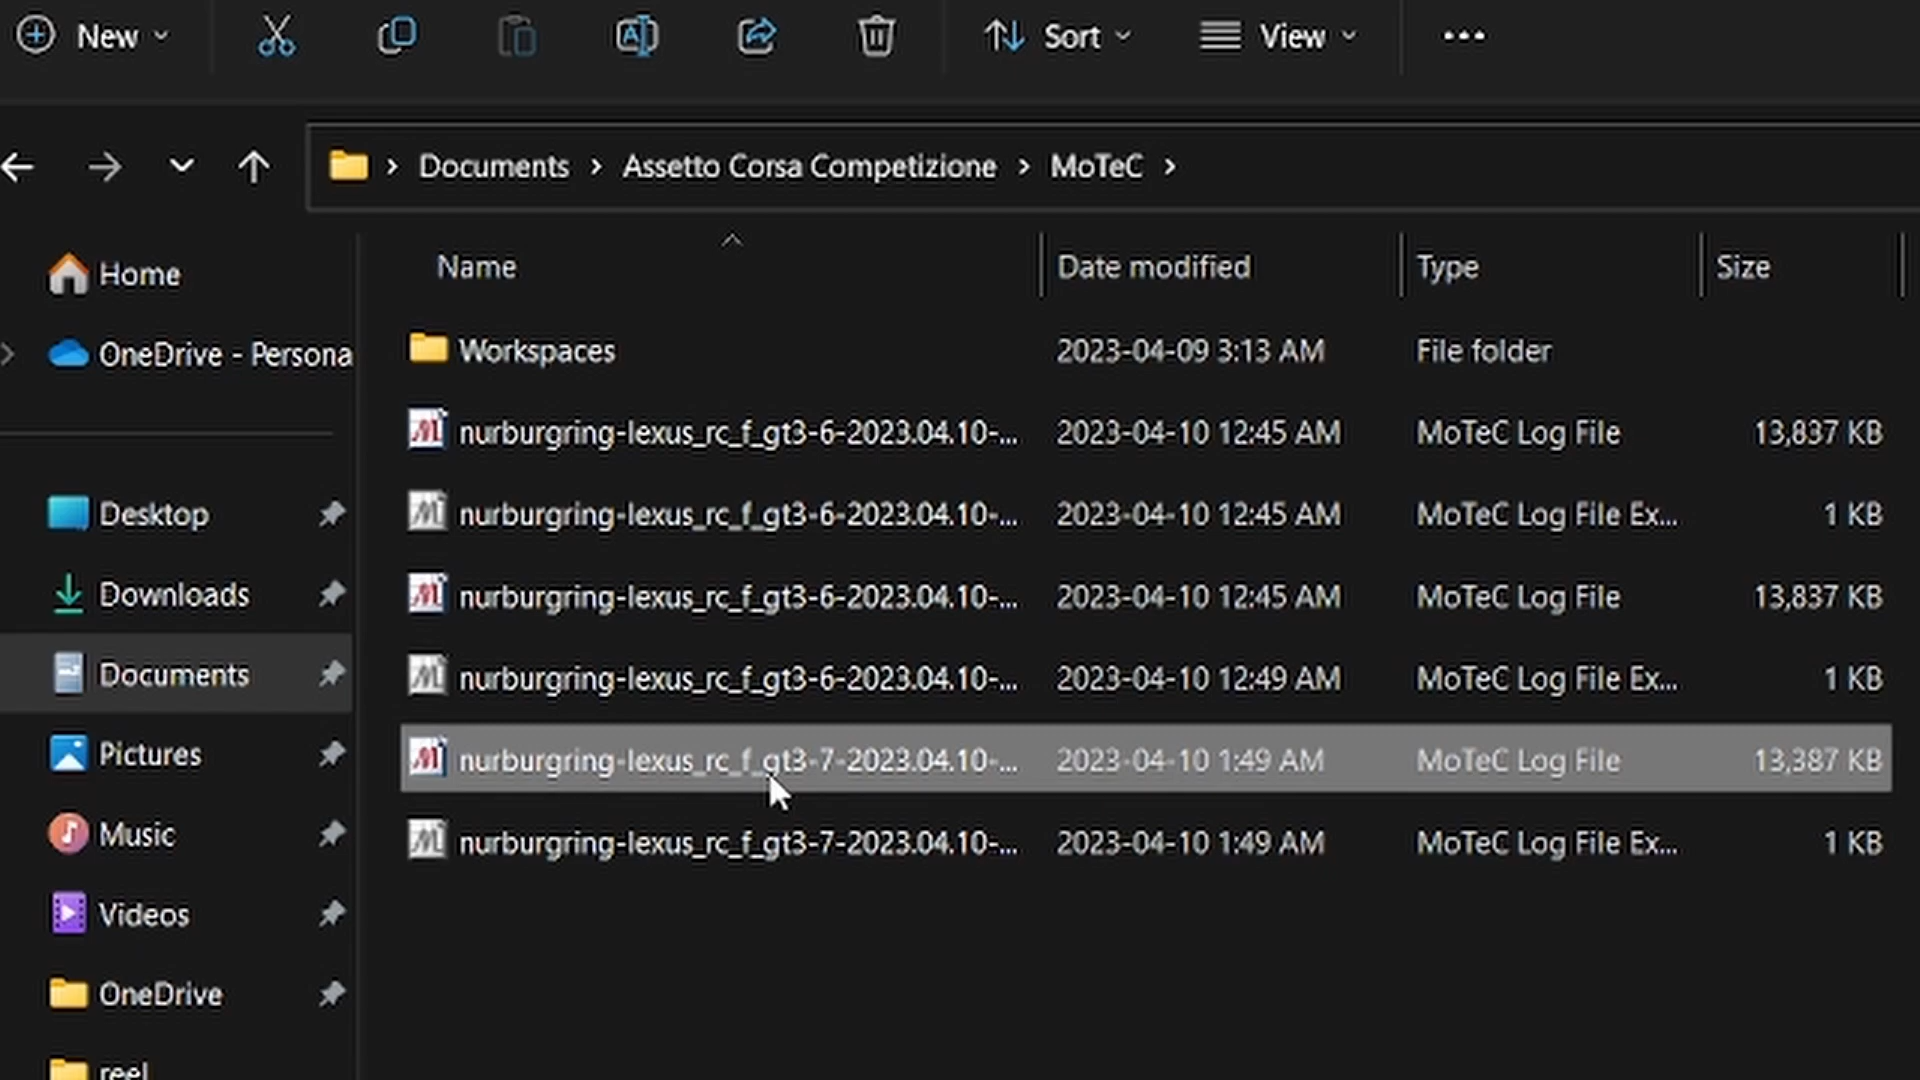 New Sort View
Documents > Assetto Corsa Competizione > MoTeC >
Name Date modified Type Size
Home
OneDrive - Persona
Desktop
Downloads
Documents
Pictures
Music
Videos
OneDrive
reel
Workspaces 2023-04-09 3:13 AM File folder
nurburgring-lexus_rc_f_gt3-6-2023.04.10-... 2023-04-10 12:45 AM MoTeC Log File 13,837 KB
nurburgring-lexus_rc_f_gt3-6-2023.04.10-... 2023-04-10 12:45 AM MoTeC Log File Ex... 1 KB
nurburgring-lexus_rc_f_gt3-6-2023.04.10-... 2023-04-10 12:45 AM MoTeC Log File 13,837 KB
nurburgring-lexus_rc_f_gt3-6-2023.04.10-... 2023-04-10 12:49 AM MoTeC Log File Ex... 1 KB
nurburgring-lexus_rc_f_gt3-7-2023.04.10-... 2023-04-10 1:49 AM MoTeC Log File 13,387 KB
nurburgring-lexus_rc_f_gt3-7-2023.04.10-... 2023-04-10 1:49 AM MoTeC Log File Ex... 1 KB